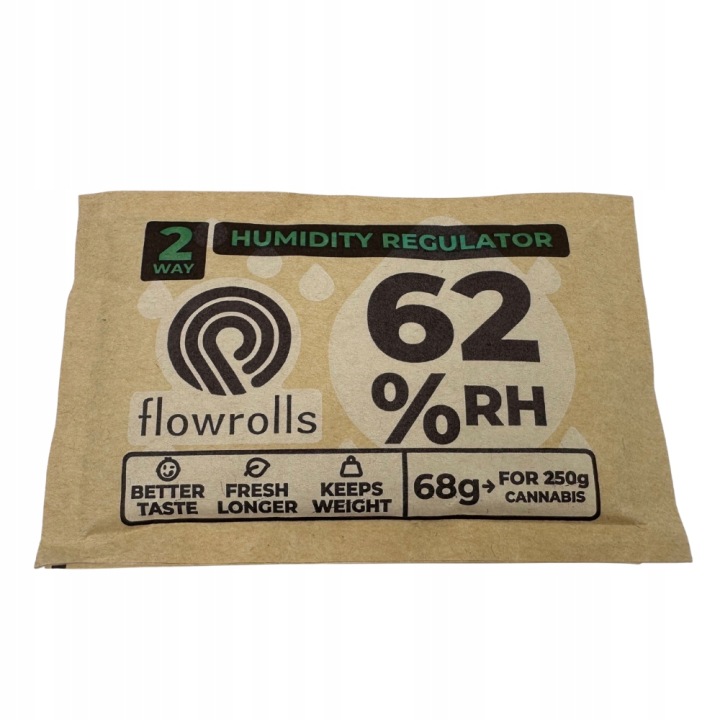 2
WAY
HUMIDITY REGULATOR
flowrolls
62
%RH
BETTER
TASTE
FRESH
LONGER
KEEPS
WEIGHT
68g→FOR 250g
CANNABIS